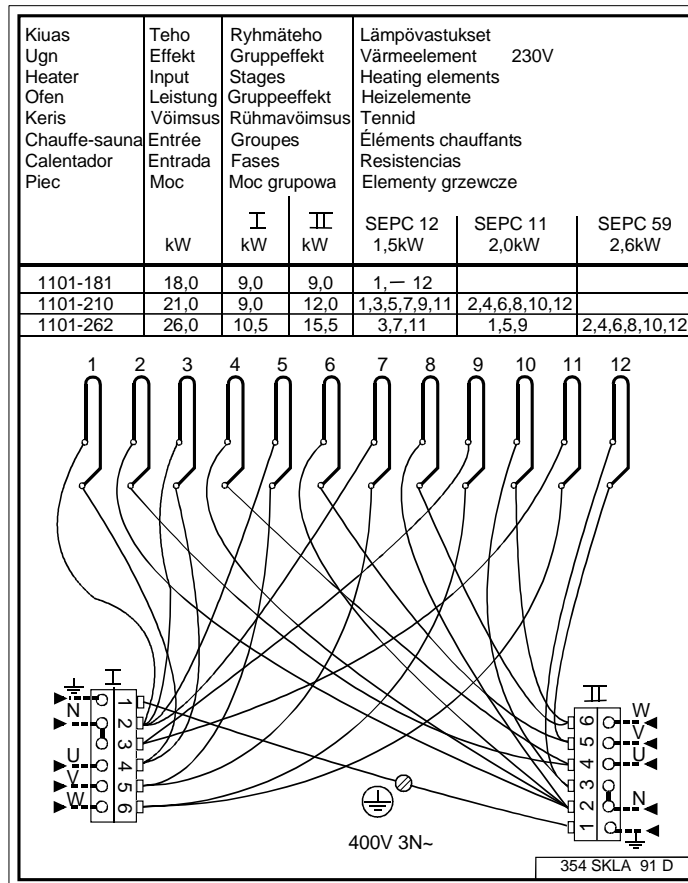 Kiuas Teho Ryhmäteho Lämpövastukset
Ugn Effekt Gruppeffekt Värmeelement 230V
Heater Input Stages Heating elements
Ofen Leistung Gruppeeffekt Heizelemente
Keris Vöimsus Rühmavöimsus Tennid
Chauffe-sauna Entrée Groupes Éléments chauffants
Calentador Entrada Fases Resistencias
Piec Moc Moc grupowa Elementy grzewcze
I II SEPC 12 SEPC 11 SEPC 59
kW kW kW 1,5kW 2,0kW 2,6kW
1101-181 18,0 9,0 9,0 1,— 12
1101-210 21,0 9,0 12,0 1,3,5,7,9,11 2,4,6,8,10,12
1101-262 26,0 10,5 15,5 3,7,11 1,5,9 2,4,6,8,10,12
1 2 3 4 5 6 7 8 9 10 11 12
I II
N U V W
1 2 3 4 5 6
6 5 4 3 2 1
W V U N
400V 3N~
354 SKLA 91 D